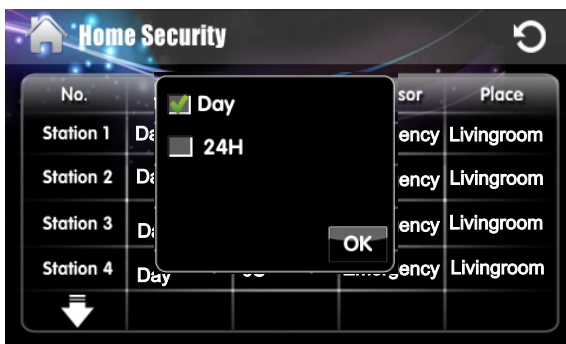 Home Security
No. sor Place
Day
24H
OK
Station 1 Da ency Livingroom
Station 2 Da ency Livingroom
Station 3 Da ency Livingroom
Station 4 Day gency Livingroom